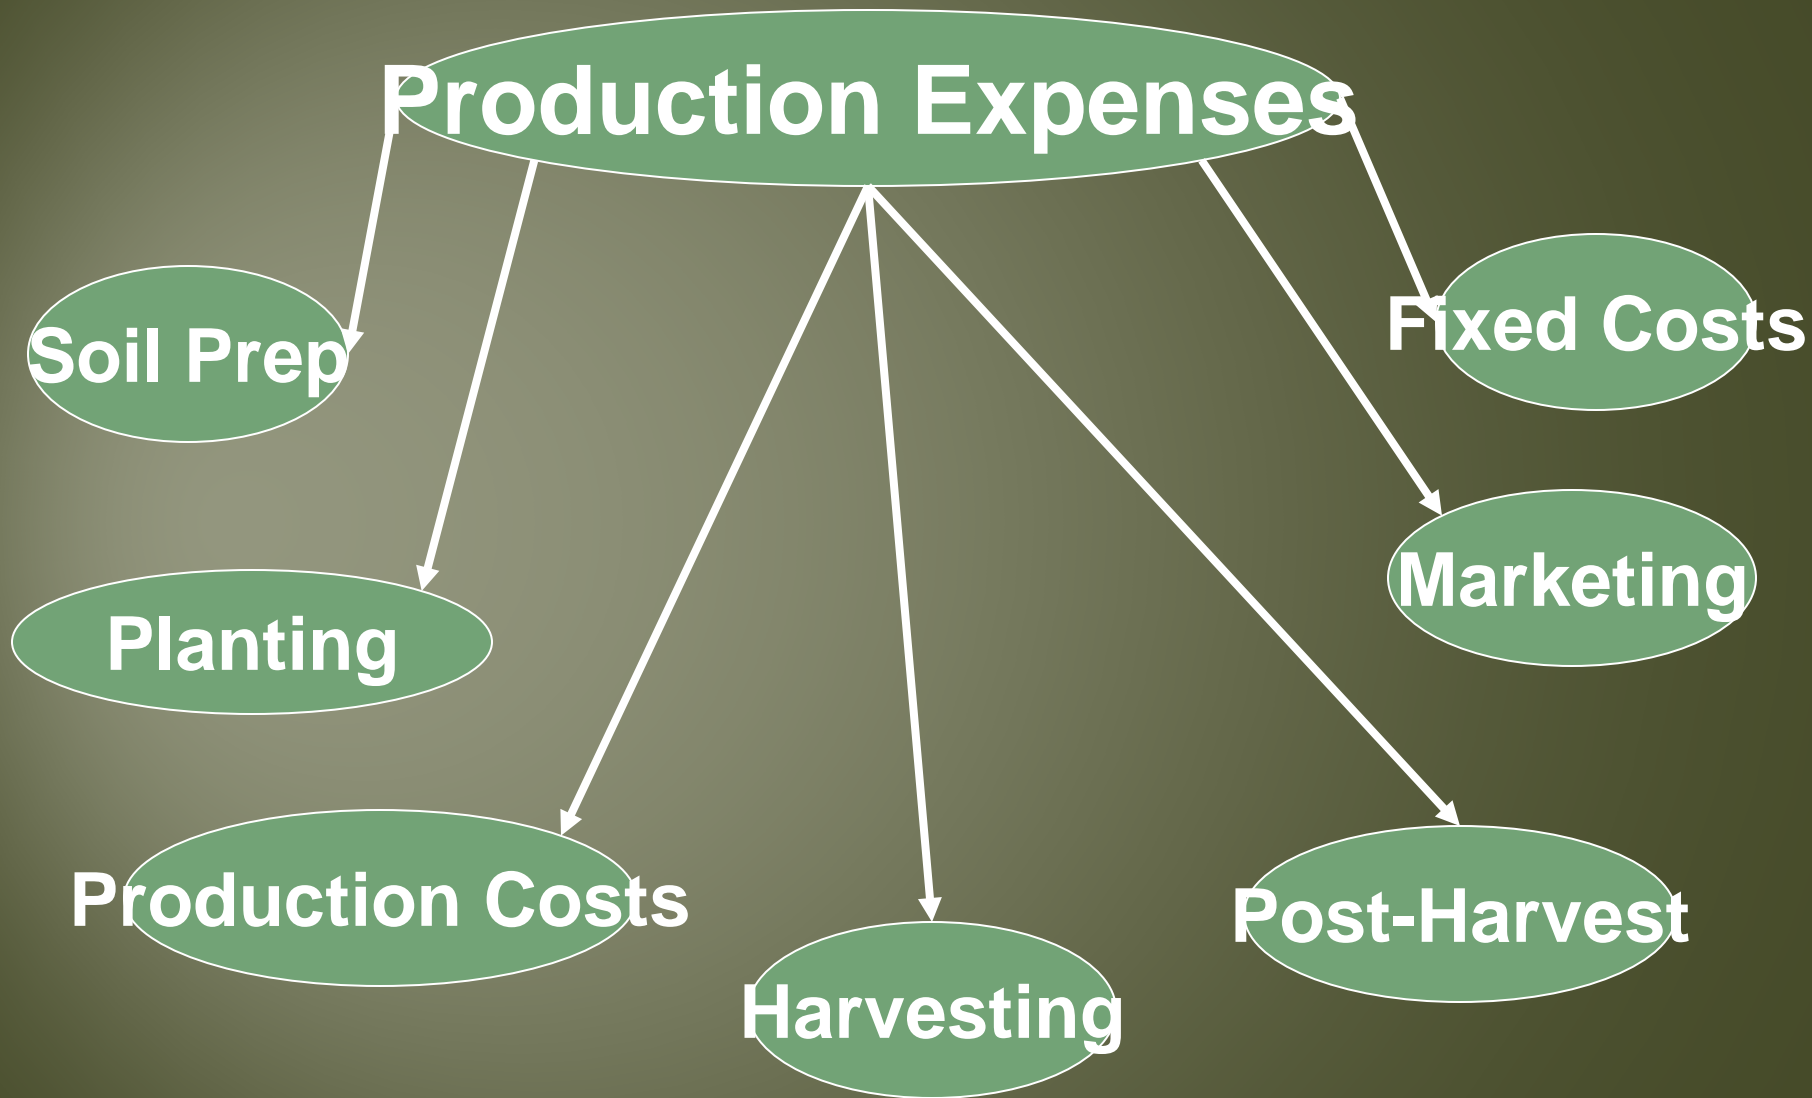 Production Expenses
Fixed Costs
Soil Prep
Marketing
Planting
Production Costs
Post-Harvest
Harvesting